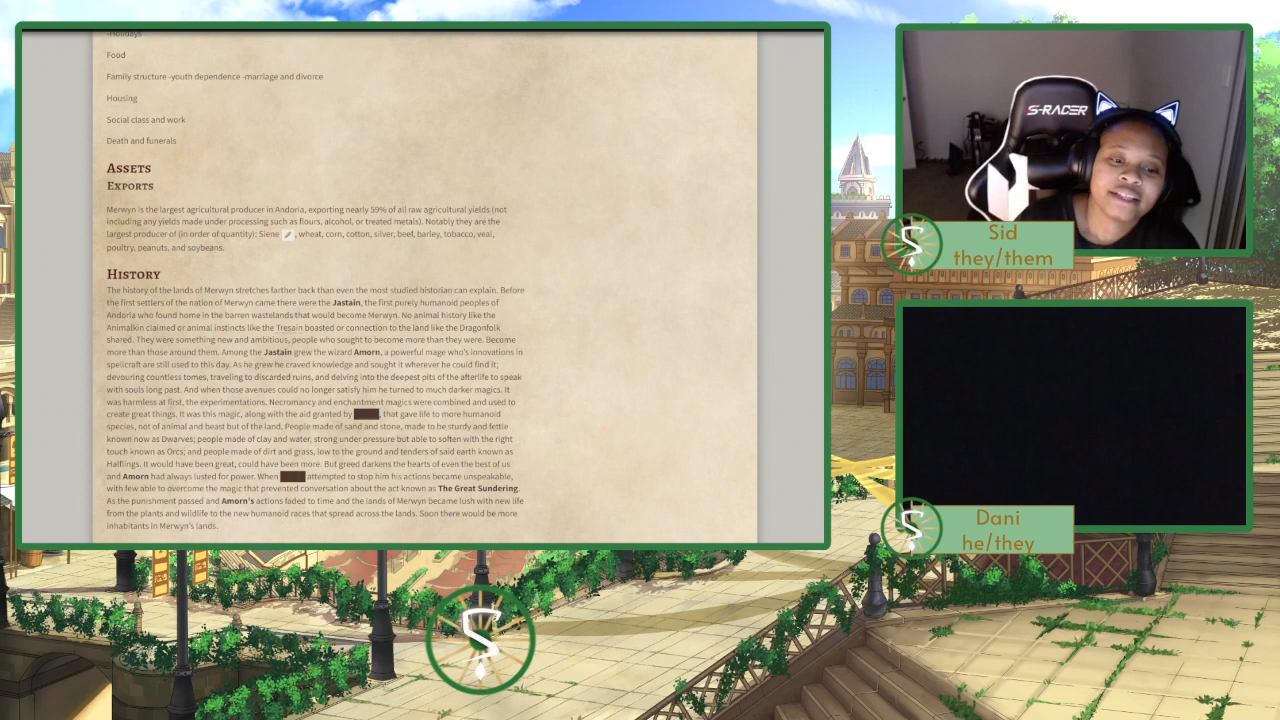 -Holidays
Food
Family structure -youth dependence -marriage and divorce
Housing
Social class and work
Death and funerals
ASSETS
EXPORTS
Merwyn is the largest agricultural producer in Andoria, exporting nearly 59% of all raw agricultural yields (not
including any yields made under processing such as flours, alcohol, or treated metals). Notably they are the
largest producer of (in order of quantity): Siene , wheat, corn, cotton, silver, beef, barley, tobacco, veal,
poultry, peanuts, and soybeans.
HISTORY
The history of the lands of Merwyn stretches farther back than even the most studied historian can explain. Before
the first settlers of the nation of Merwyn came there were the Jastain, the first purely humanoid peoples of
Andoria who found home in the barren wastelands that would become Merwyn. No animal history like the
Animalkin claimed or animal instincts like the Tresain boasted or connection to the land like the Dragonfolk
shared. They were something new and ambitious, people who sought to become more than they were. Become
more than those around them. Among the Jastain grew the wizard Amorn, a powerful mage who's innovations in
spellcraft are still used to this day. As he grew he craved knowledge and sought it wherever he could find it;
devouring countless tomes, traveling to discarded ruins, and delving into the deepest pits of the afterlife to speak
with souls long past. And when those avenues could no longer satisfy him he turned to much darker magics. It
was harmless at first, the experimentations. Necromancy and enchantment magics were combined and used to
create great things. It was this magic, along with the aid granted by , that gave life to more humanoid
species, not of animal and beast but of the land. People made of sand and stone, made to be sturdy and fettle
known now as Dwarves; people made of clay and water, strong under pressure but able to soften with the right
touch known as Orcs; and people made of dirt and grass, low to the ground and tenders of said earth known as
Halflings. It would have been great, could have been more. But greed darkens the hearts of even the best of us
and Amorn had always lusted for power. When attempted to stop him his actions became unspeakable,
with few able to overcome the magic that prevented conversation about the act known as The Great Sundering.
As the punishment passed and Amorn's actions faded to time and the lands of Merwyn became lush with new life
from the plants and wildlife to the new humanoid races that spread across the lands. Soon there would be more
inhabitants in Merwyn's lands.
S-RACER
Sid
they/them
Dani
he/they